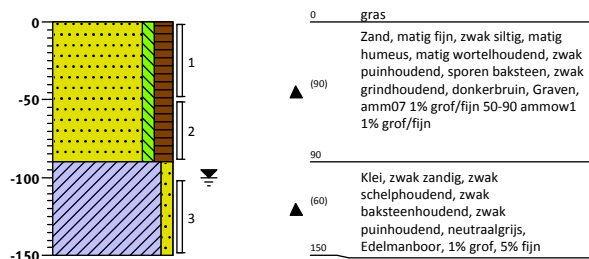 0
-50
-100
-150
1
2
3
0 gras
(90)
Zand, matig fijn, zwak siltig, matig
humeus, matig wortelhoudend, zwak
puinhoudend, sporen baksteen, zwak
grindhoudend, donkerbruin, Graven,
amm07 1% grof/fijn 50-90 ammow1
1% grof/fijn
90
(60)
Klei, zwak zandig, zwak
schelphoudend, zwak
baksteenhoudend, zwak
puinhoudend, neutraalgrijs,
Edelmanboor, 1% grof, 5% fijn
150